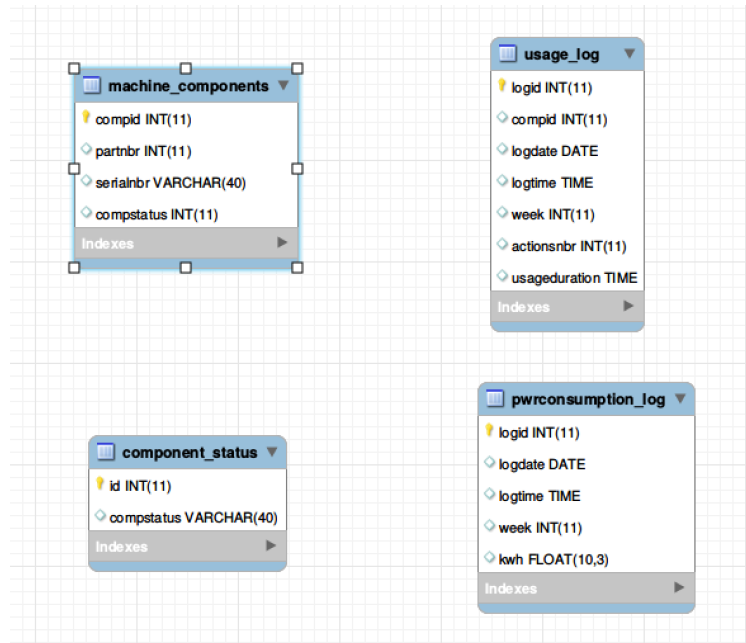 machine_components
compid INT(11)
partnbr INT(11)
serialnbr VARCHAR(40)
compstatus INT(11)
Indexes
usage_log
logid INT(11)
compid INT(11)
logdate DATE
logtime TIME
week INT(11)
actionsnbr INT(11)
usageduration TIME
Indexes
component_status
id INT(11)
compstatus VARCHAR(40)
Indexes
pwrconsumption_log
logid INT(11)
logdate DATE
logtime TIME
week INT(11)
kwh FLOAT(10,3)
Indexes